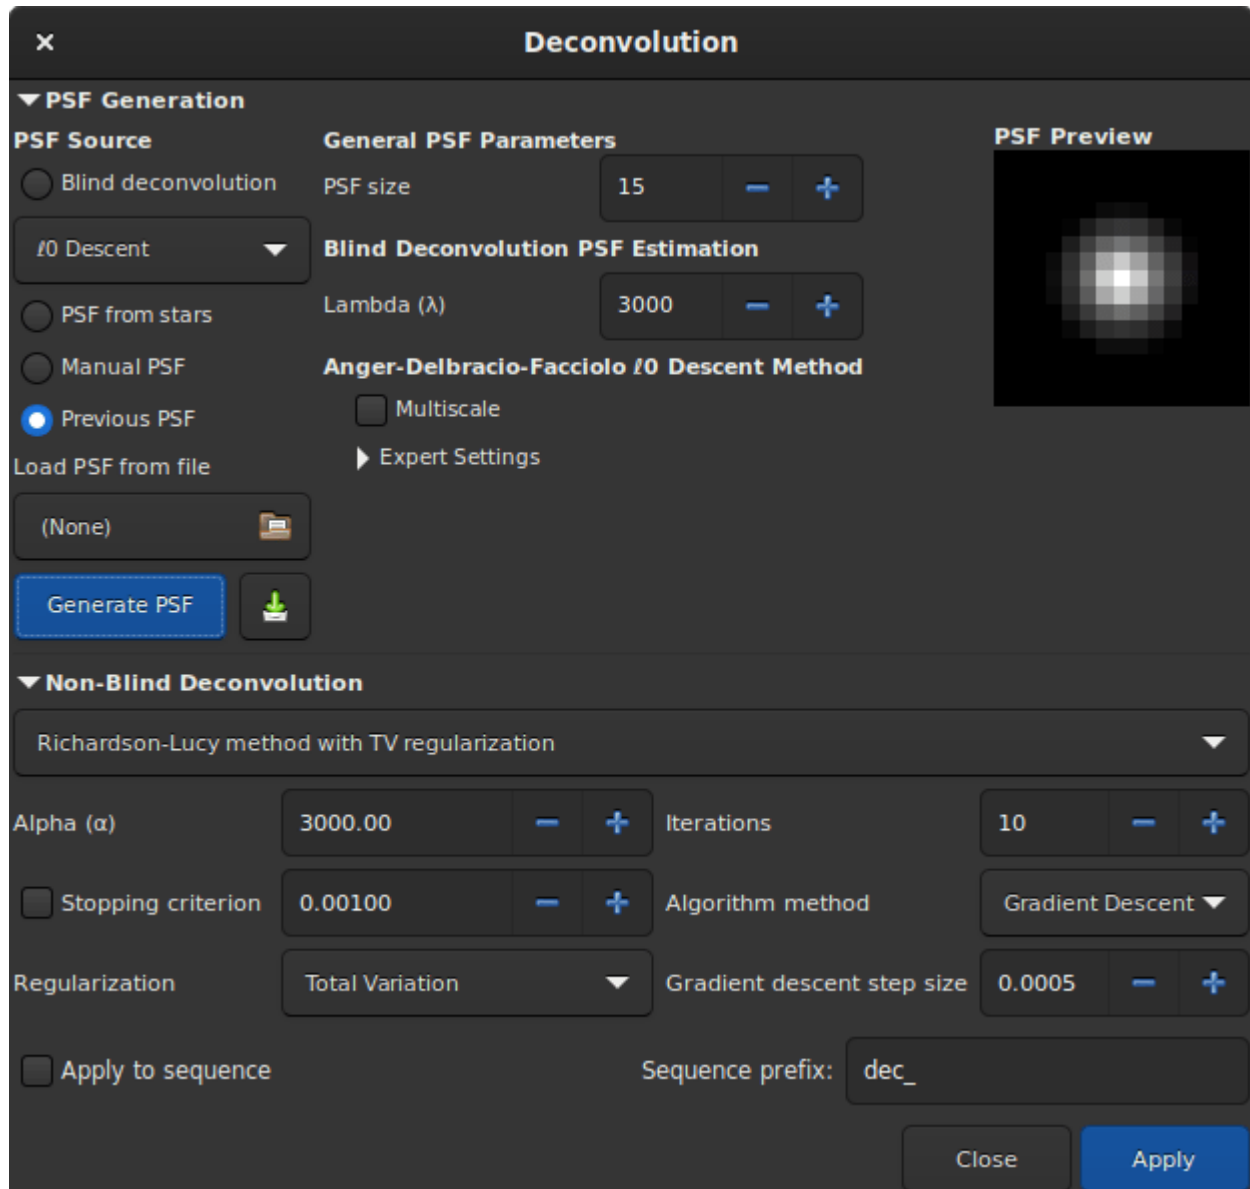 Deconvolution
PSF Generation
PSF Source
General PSF Parameters
PSF Preview
Blind deconvolution
PSF size
15
ℓ0 Descent
Blind Deconvolution PSF Estimation
Lambda (λ)
3000
PSF from stars
Manual PSF
Anger-Delbracio-Facciolo ℓ0 Descent Method
Multiscale
Previous PSF
Expert Settings
Load PSF from file
(None)
Generate PSF
Non-Blind Deconvolution
Richardson-Lucy method with TV regularization
Alpha (α)
3000.00
Iterations
10
Stopping criterion
0.00100
Algorithm method
Gradient Descent
Regularization
Total Variation
Gradient descent step size
0.0005
Apply to sequence
Sequence prefix:
dec_
Close
Apply